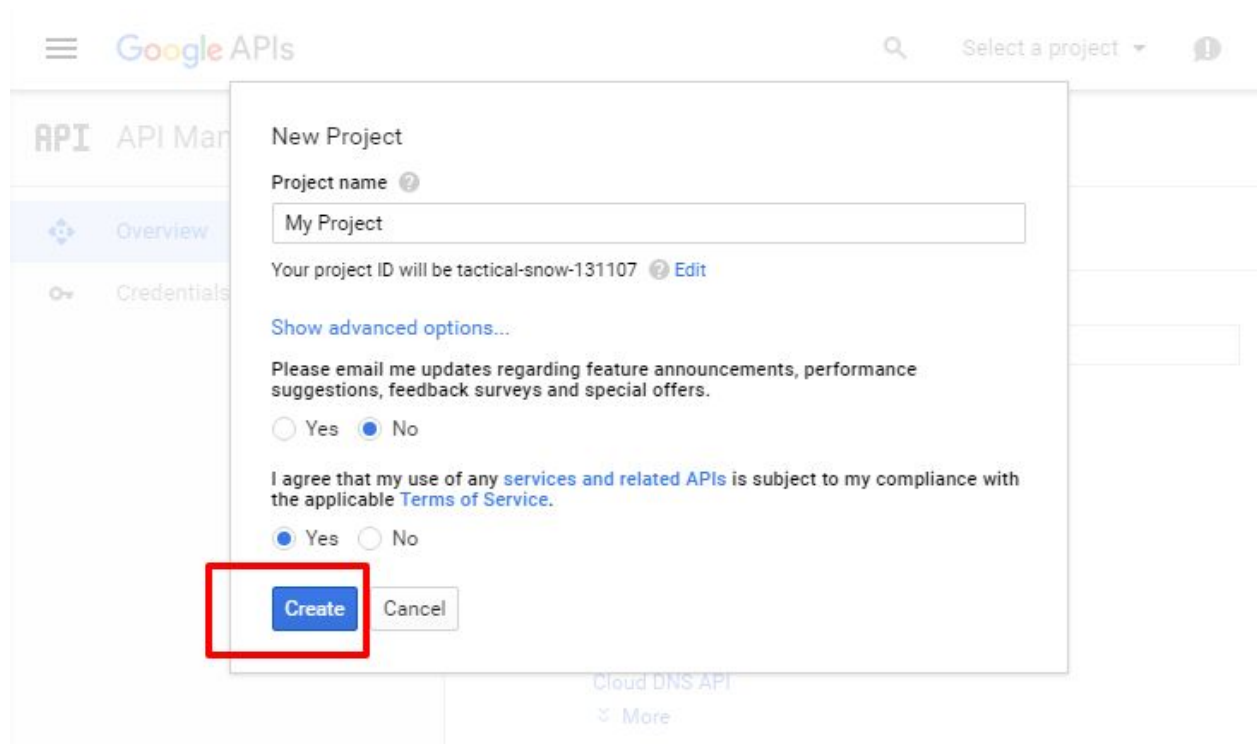 Google APIs
Select a project
API
API Man
New Project
Project name
My Project
Your project ID will be tactical-snow-131107 Edit
Overview
Credentials
Show advanced options...
Please email me updates regarding feature announcements, performance
suggestions, feedback surveys and special offers.
Yes No
I agree that my use of any services and related APIs is subject to my compliance with
the applicable Terms of Service.
Yes No
Create Cancel
Cloud DNS API
More